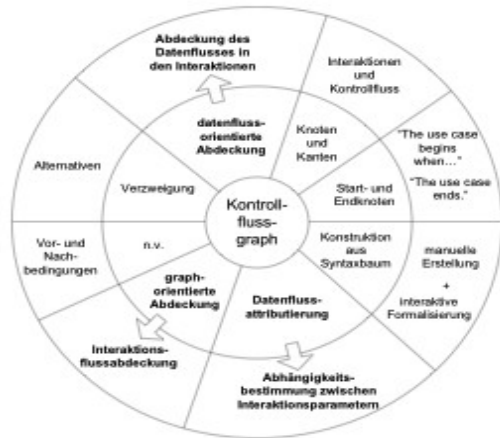 Abdeckung des
Datenflusses in
den Interaktionen
Interaktionen
und
Kontrollfluss
datenfluss-
orientierte
Abdeckung
Knoten
und
Kanten
"The use case
begins
when..."
"The use case
ends."
Alternativen
Verzweigung
Kontroll-
fluss-
graph
Start- und
Endknoten
Vor- und
Nach-
bedingungen
n.v.
Konstruktion
aus
Syntaxbaum
manuelle
Erstellung
+
interaktive
Formalisierung
graph-
orientierte
Abdeckung
Datenfluss-
attributierung
Interaktions-
flussabdeckung
Abhängigkeits-
bestimmung zwischen
Interaktionsparametern